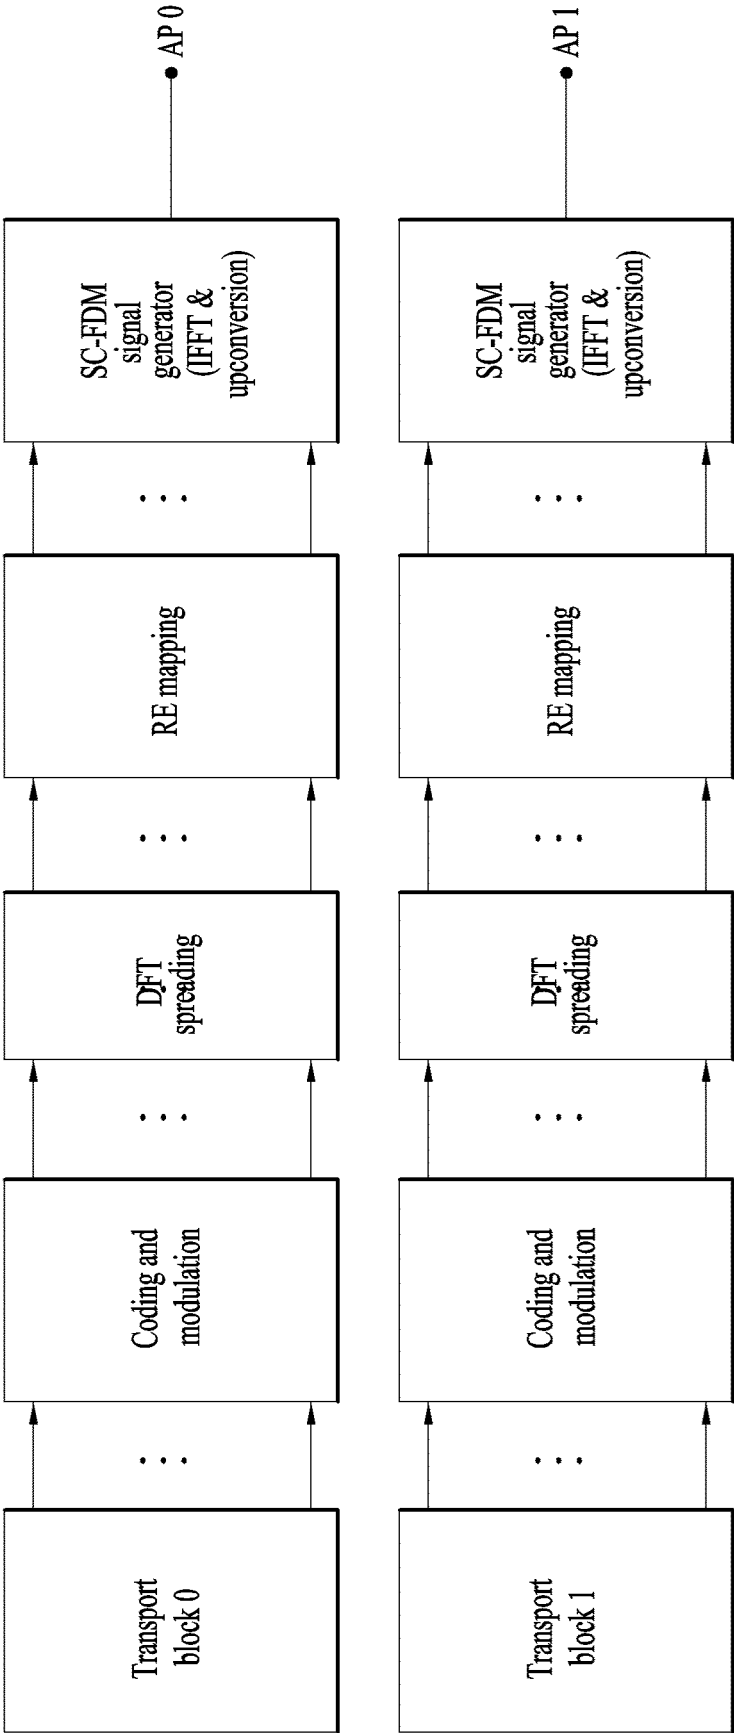 Transport
block 0
Coding and
modulation
DFT
spreading
RE mapping
SC-FDM
signal
generator
(IFFT &
upconversion)
AP 0
Transport
block 1
Coding and
modulation
DFT
spreading
RE mapping
SC-FDM
signal
generator
(IFFT &
upconversion)
AP 1